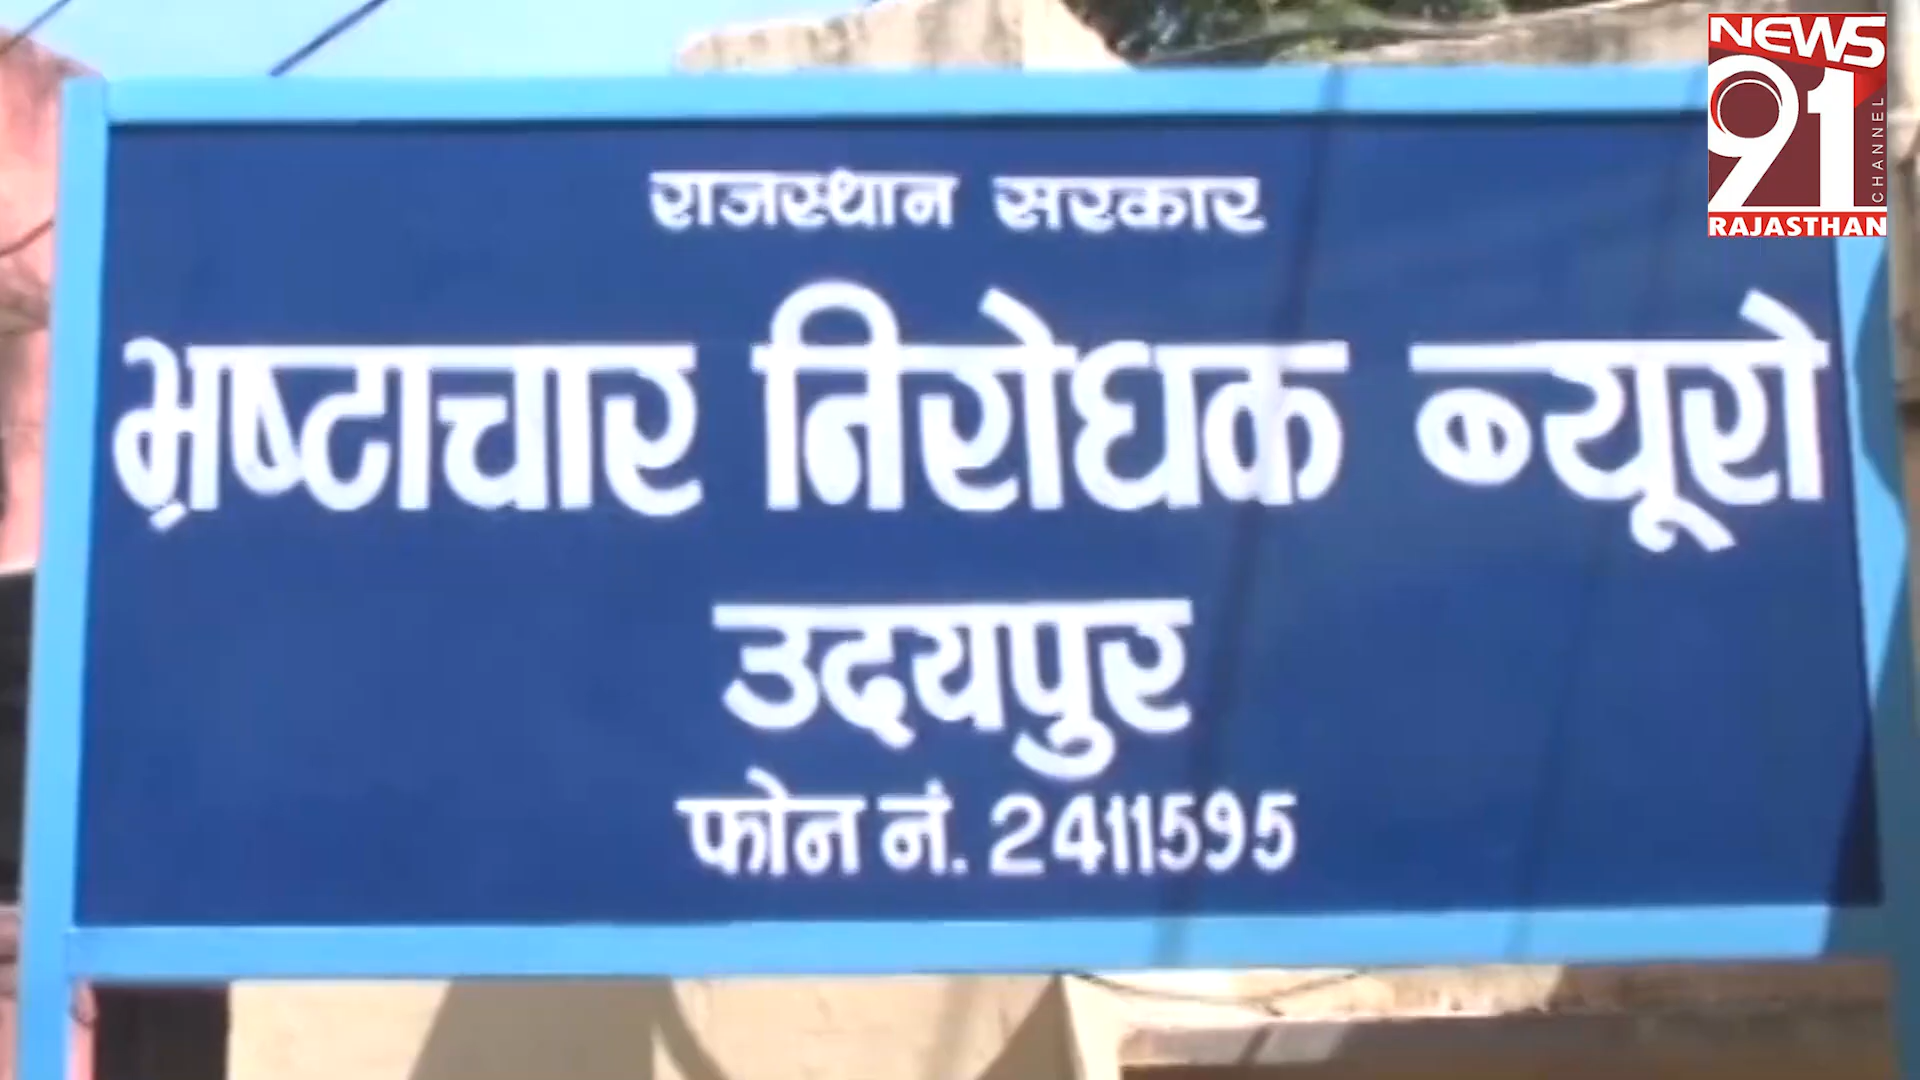 NEWS
91
CHANNEL
RAJASTHAN
राजस्थान सरकार
भ्रष्टाचार निरोधक ब्यूरो
उदयपुर
फोन नं. 2411595